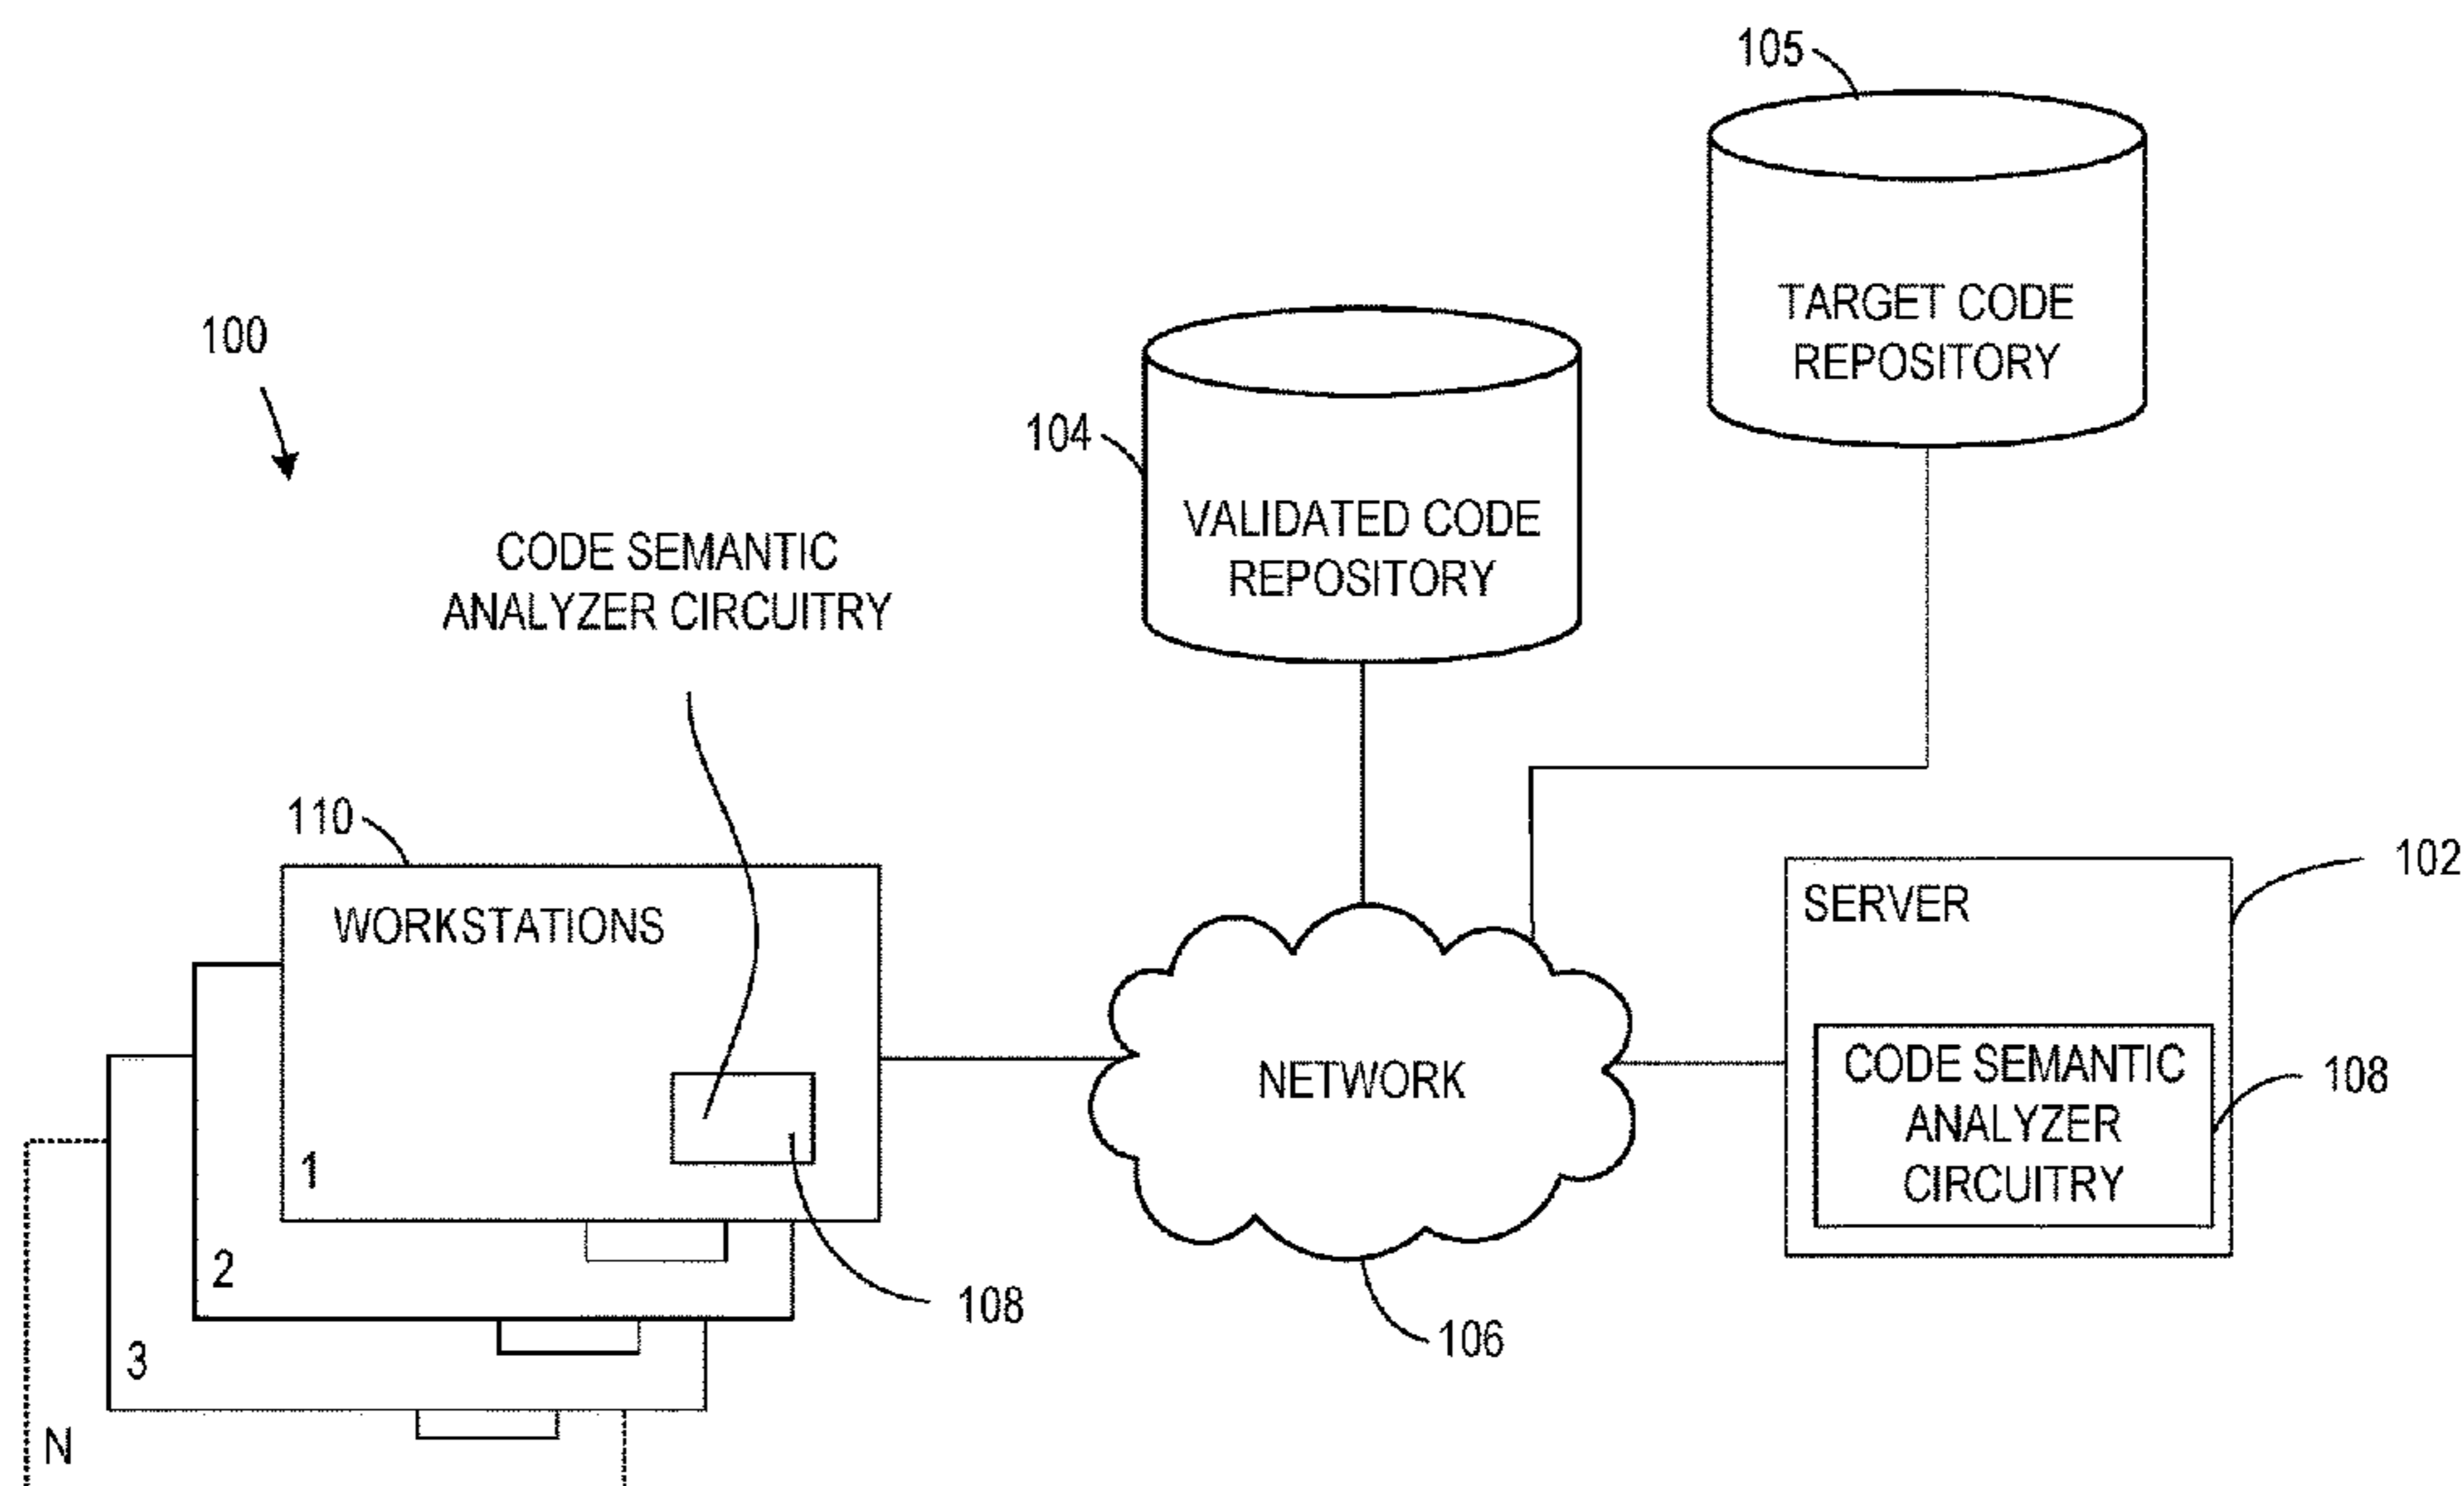 105
TARGET CODE
REPOSITORY
100
104
VALIDATED CODE
REPOSITORY
CODE SEMANTIC
ANALYZER CIRCUITRY
110
WORKSTATIONS
1
2
3
N
108
NETWORK
106
SERVER
102
CODE SEMANTIC
ANALYZER
CIRCUITRY
108